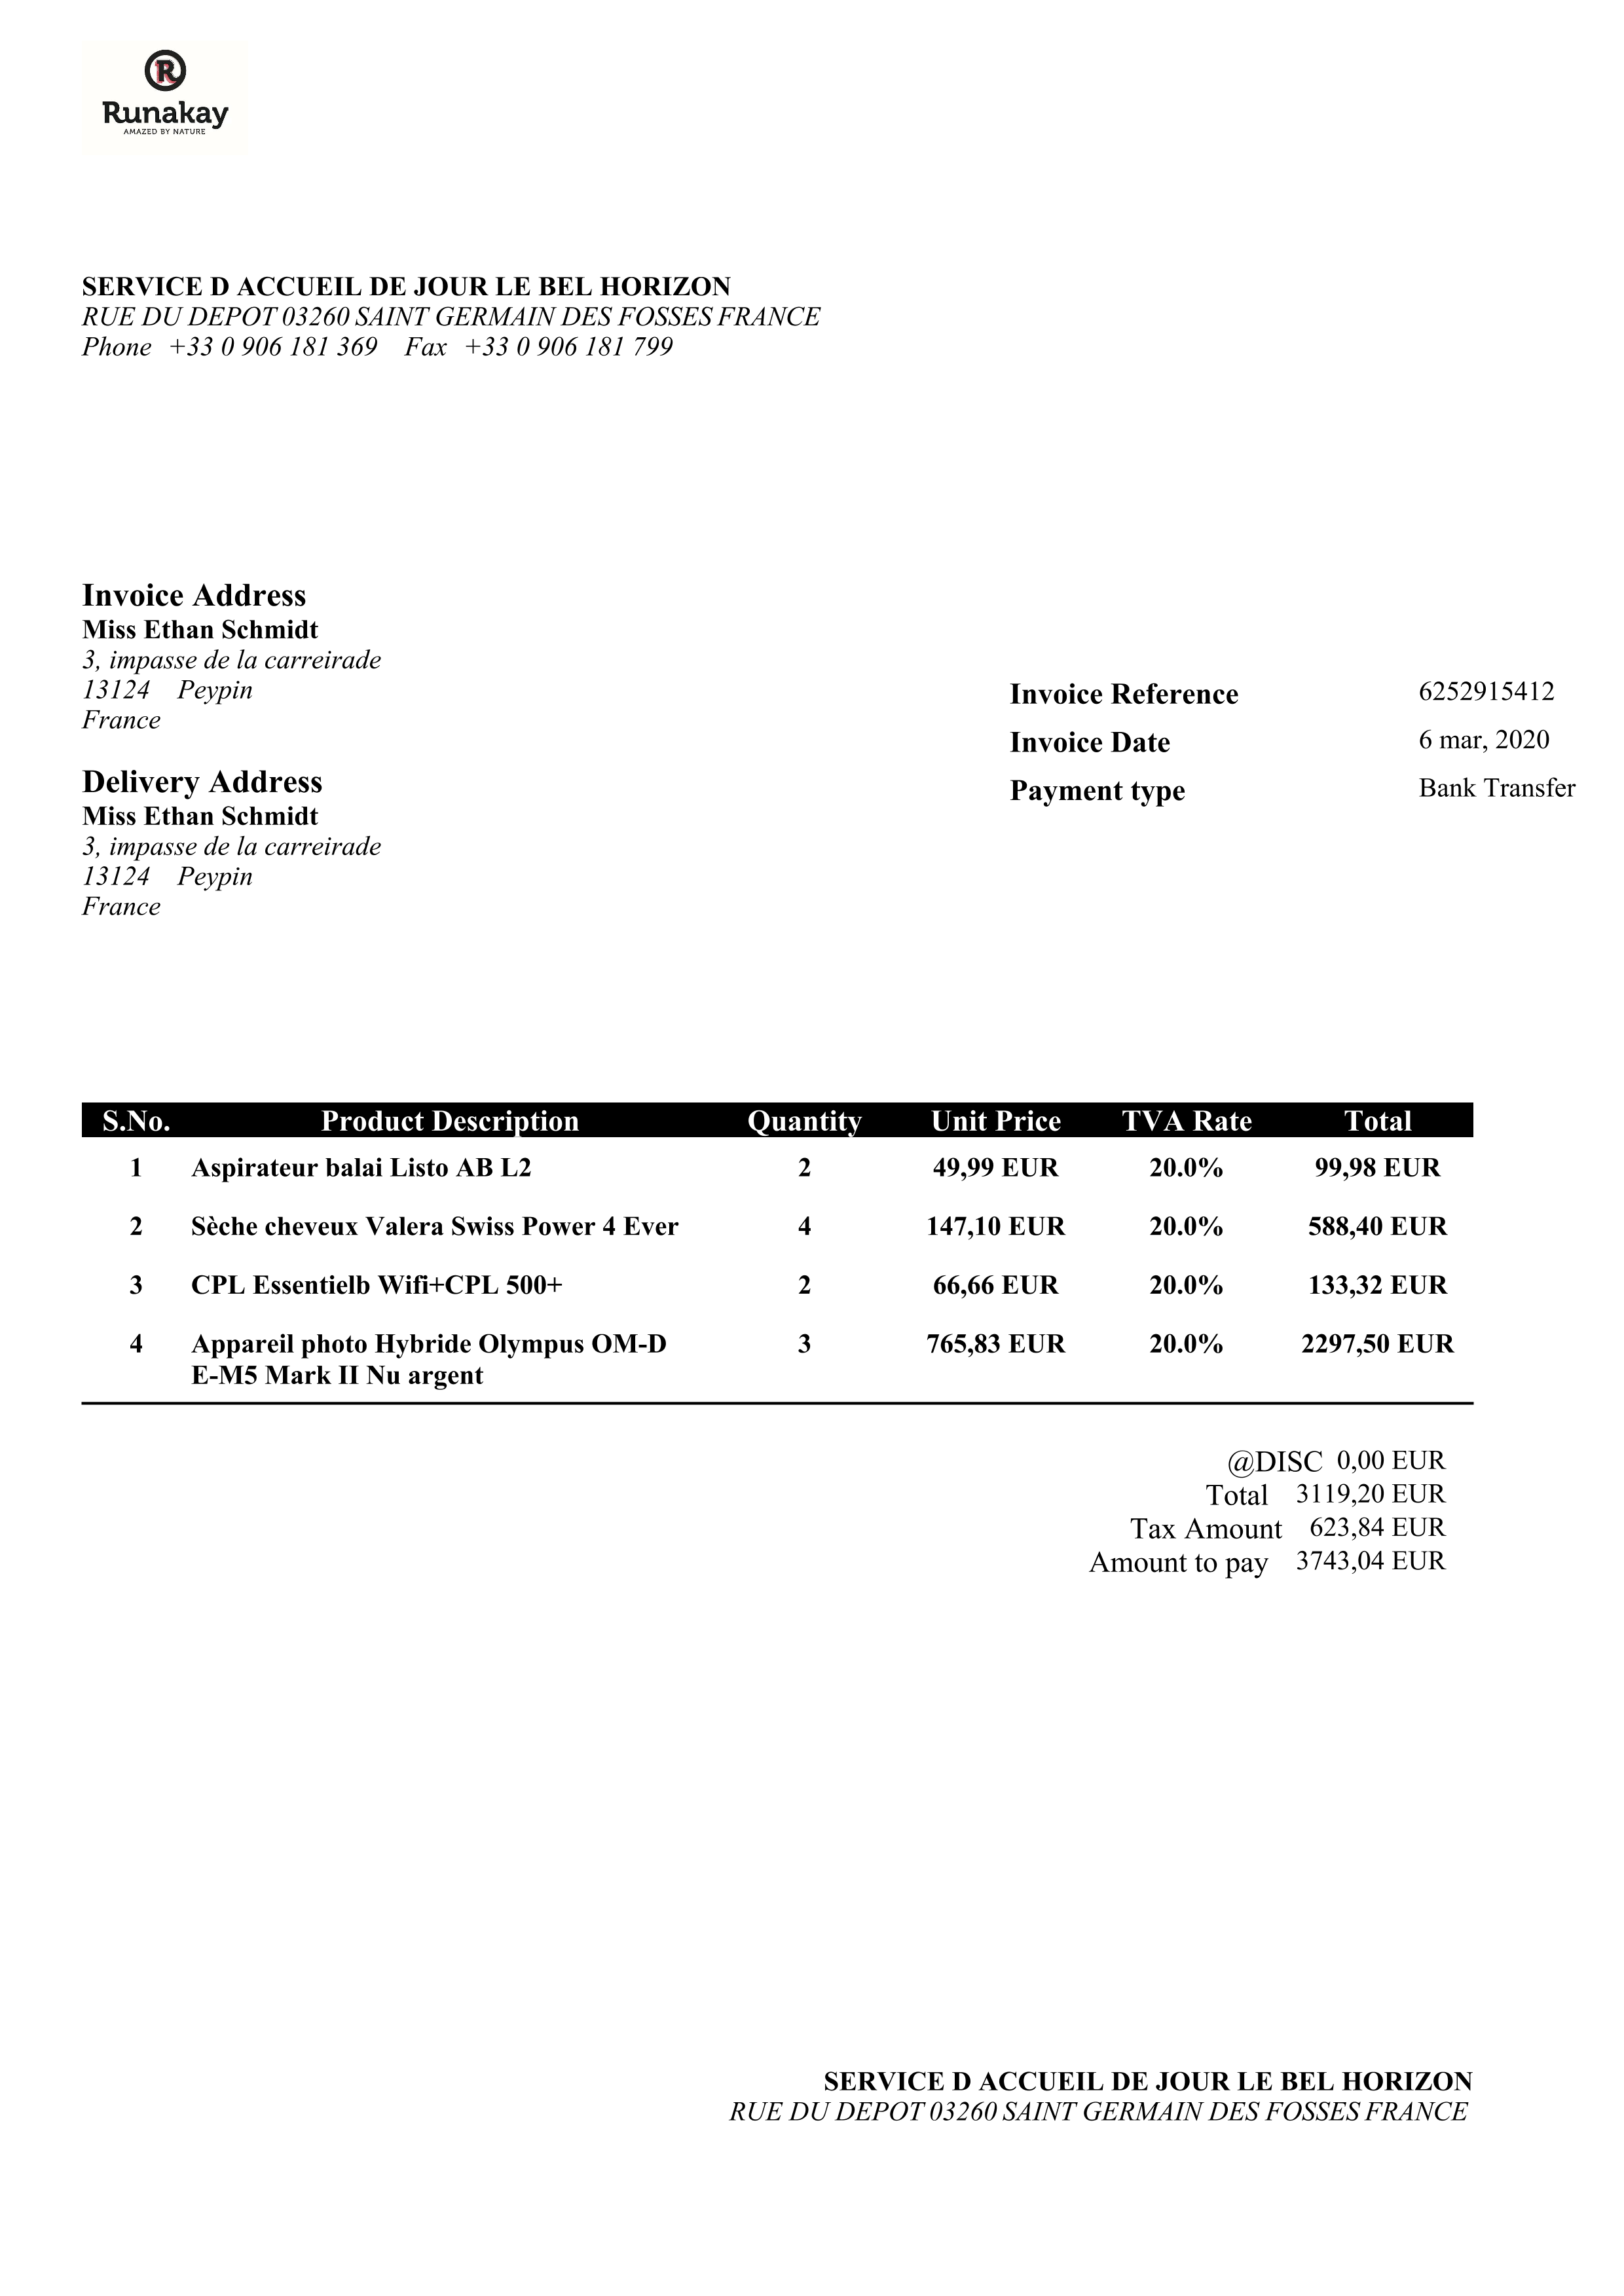 R
Runakay
AMAZED BY NATURE
SERVICE D ACCUEIL DE JOUR LE BEL HORIZON
RUE DU DEPOT 03260 SAINT GERMAIN DES FOSSES FRANCE
Phone +33 0 906 181 369 Fax +33 0 906 181 799
Invoice Address
Miss Ethan Schmidt
3, impasse de la carreirade
13124 Peypin
France
Invoice Reference 6252915412
Invoice Date 6 mar, 2020
Payment type Bank Transfer
Delivery Address
Miss Ethan Schmidt
3, impasse de la carreirade
13124 Peypin
France
S.No. Product Description Quantity Unit Price TVA Rate Total
1 Aspirateur balai Listo AB L2 2 49,99 EUR 20.0% 99,98 EUR
2 Sèche cheveux Valera Swiss Power 4 Ever 4 147,10 EUR 20.0% 588,40 EUR
3 CPL Essentielb Wifi+CPL 500+ 2 66,66 EUR 20.0% 133,32 EUR
4 Appareil photo Hybride Olympus OM-D 3 765,83 EUR 20.0% 2297,50 EUR
E-M5 Mark II Nu argent
@DISC 0,00 EUR
Total 3119,20 EUR
Tax Amount 623,84 EUR
Amount to pay 3743,04 EUR
SERVICE D ACCUEIL DE JOUR LE BEL HORIZON
RUE DU DEPOT 03260 SAINT GERMAIN DES FOSSES FRANCE